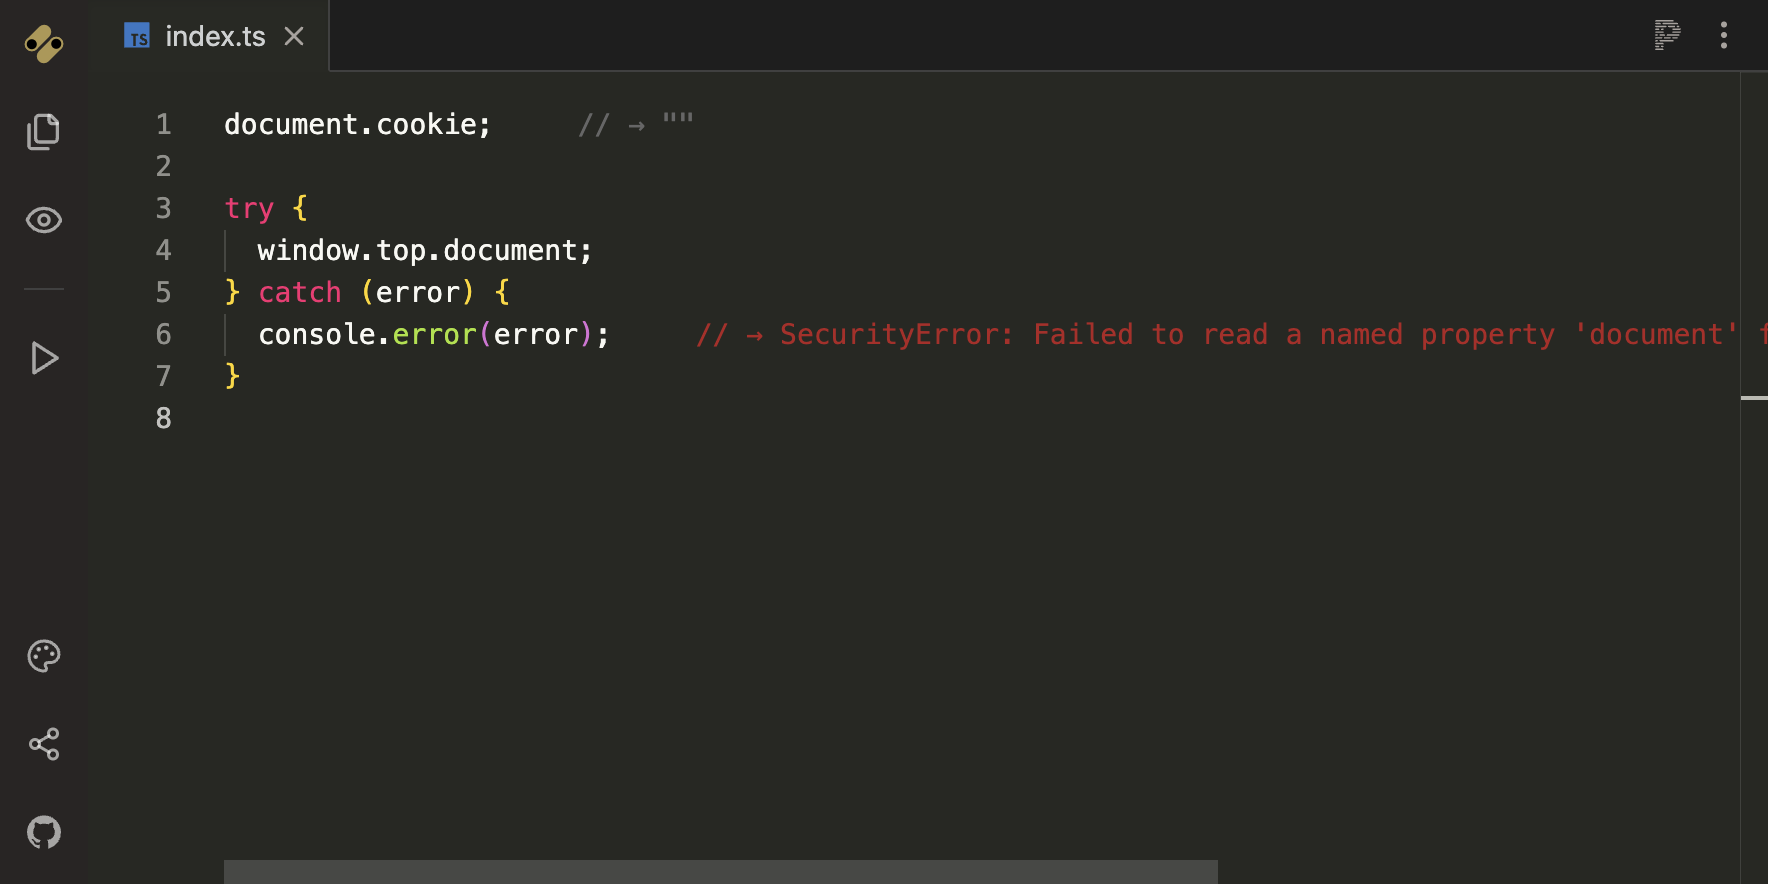 TS index.ts
1 document.cookie; // → ""
2
3 try {
4 window.top.document;
5 } catch (error) {
6 console.error(error); // → SecurityError: Failed to read a named property 'document' f
7 }
8